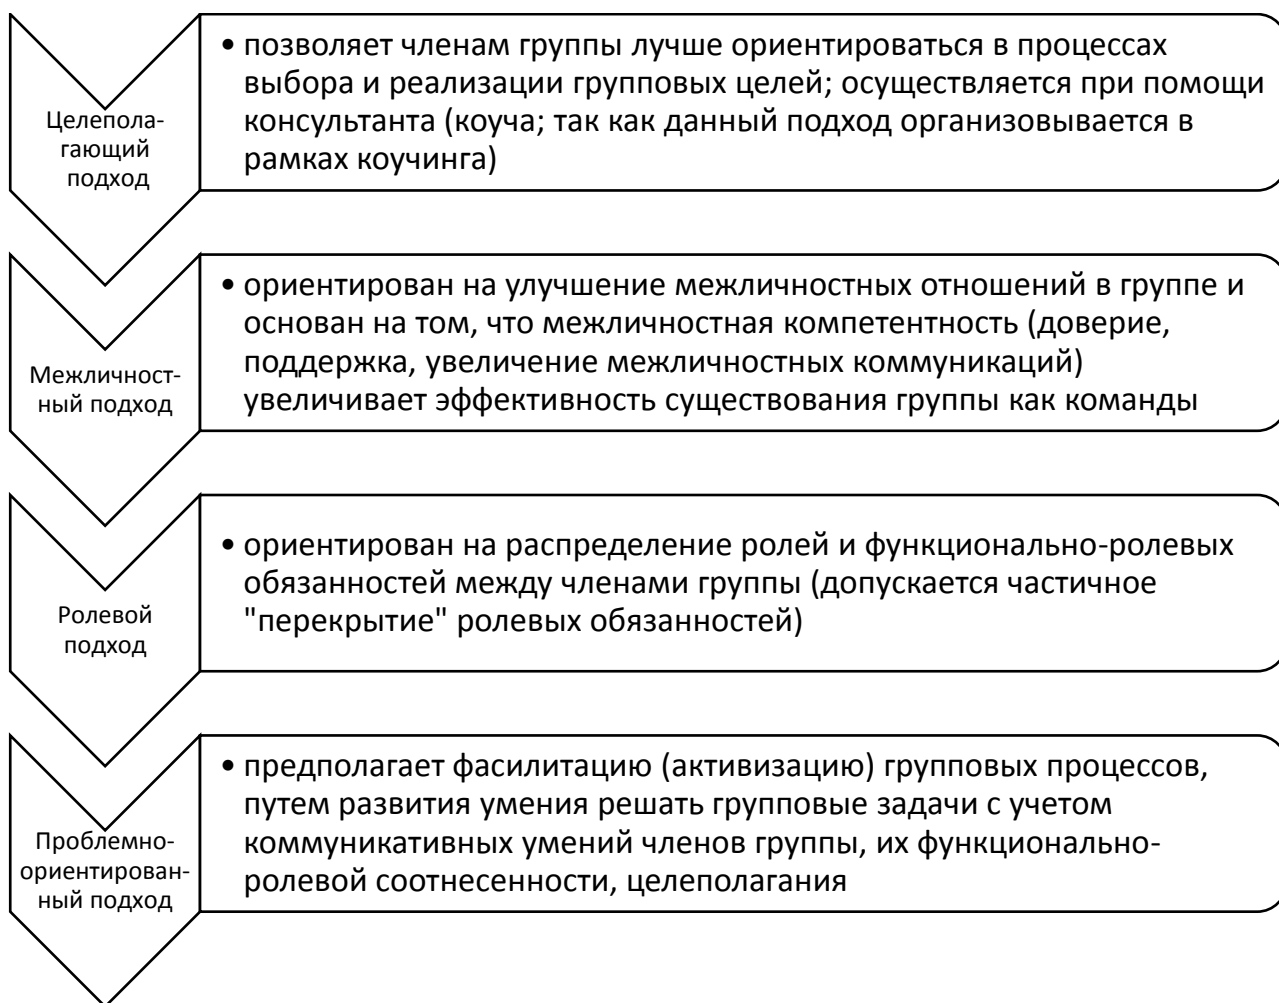 Целепола-
гающий
подход
• позволяет членам группы лучше ориентироваться в процессах
выбора и реализации групповых целей; осуществляется при помощи
консультанта (коуча; так как данный подход организовывается в
рамках коучинга)
Межличност-
ный подход
• ориентирован на улучшение межличностных отношений в группе и
основан на том, что межличностная компетентность (доверие,
поддержка, увеличение межличностных коммуникаций)
увеличивает эффективность существования группы как команды
Ролевой
подход
• ориентирован на распределение ролей и функционально-ролевых
обязанностей между членами группы (допускается частичное
"перекрытие" ролевых обязанностей)
Проблемно-
ориентирован-
ный подход
• предполагает фасилитацию (активизацию) групповых процессов,
путем развития умения решать групповые задачи с учетом
коммуникативных умений членов группы, их функционально-
ролевой соотнесенности, целеполагания